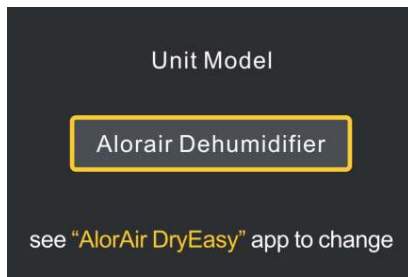 Unit Model
Alorair Dehumidifier
see “AlorAir DryEasy” app to change